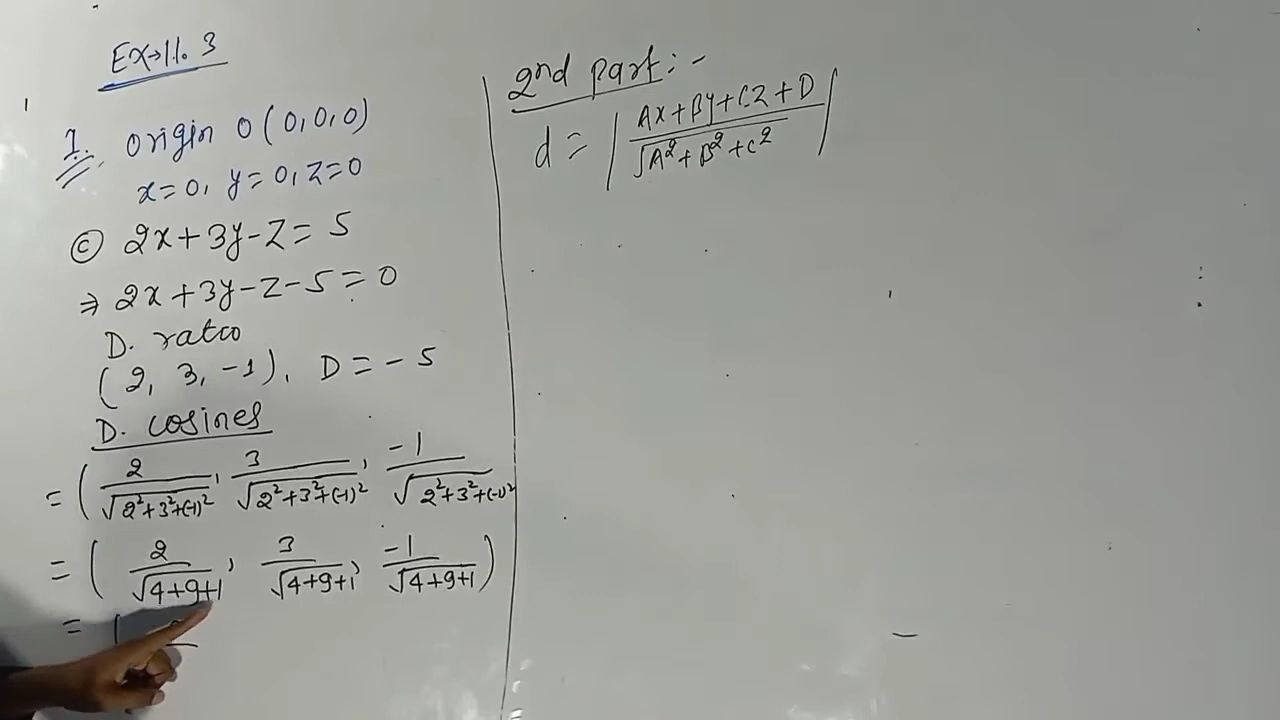 Ex→11.3
1. origin O(0,0,0)
x=0, y=0, z=0
ⓒ 2x+3y-z=5
⇒ 2x+3y-z-5=0
D. ratio
(2, 3, -1), D=-5
D. cosines
= ( 2/√(2²+3²+(-1)²), 3/√(2²+3²+(-1)²), -1/√(2²+3²+(-1)²)
= ( 2/√(4+9+1), 3/√(4+9+1), -1/√(4+9+1) )
= (
2nd part:-
d = | (Ax+By+Cz+D)/√(A²+B²+C²) |